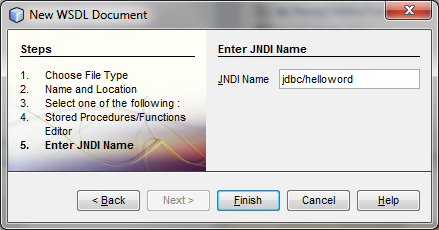 New WSDL Document
Steps
1. Choose File Type
2. Name and Location
3. Select one of the following :
4. Stored Procedures/Functions
Editor
5. Enter JNDI Name
Enter JNDI Name
JNDI Name jdbc/helloword
< Back Next > Finish Cancel Help